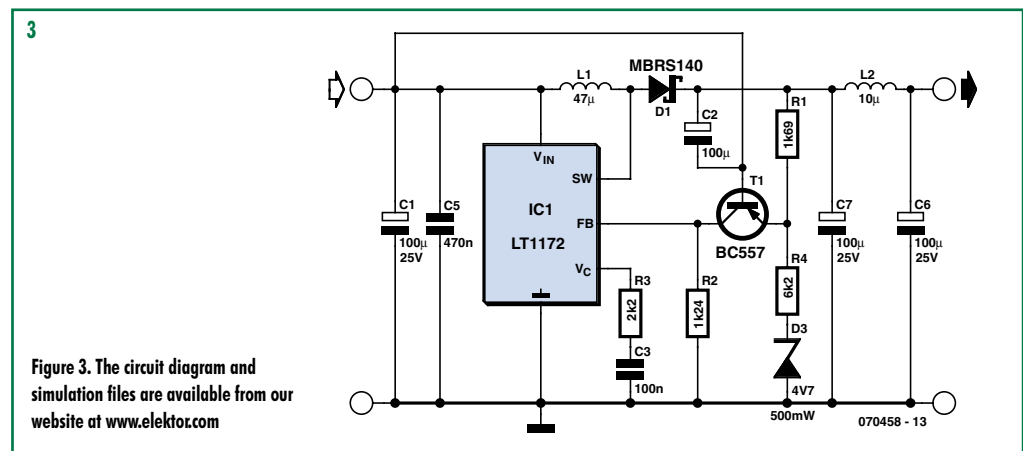 3
MBRS140
L1
47µ
D1
C2
100µ
R1
1k69
L2
10µ
VIN
SW
IC1
LT1172
FB
VC
T1
BC557
C1
100µ
25V
C5
470n
R3
2k2
C3
100n
R2
1k24
R4
6k2
D3
4V7
500mW
C7
100µ
25V
C6
100µ
25V
070458 - 13
Figure 3. The circuit diagram and
simulation files are available from our
website at www.elektor.com